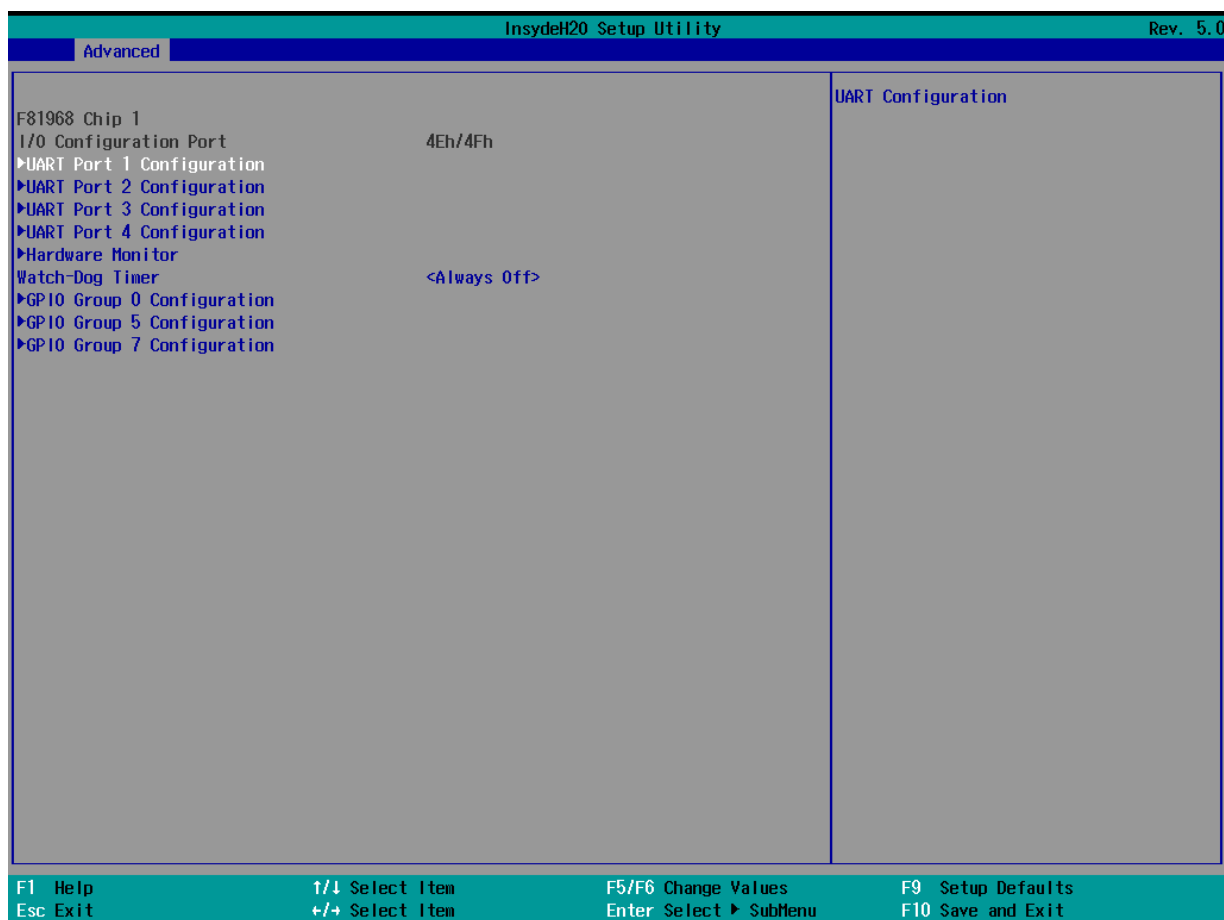 InsydeH20 Setup Utility Rev. 5.0
Advanced
F81968 Chip 1
I/O Configuration Port 4Eh/4Fh
▶UART Port 1 Configuration
▶UART Port 2 Configuration
▶UART Port 3 Configuration
▶UART Port 4 Configuration
▶Hardware Monitor
Watch-Dog Timer <Always Off>
▶GPIO Group 0 Configuration
▶GPIO Group 5 Configuration
▶GPIO Group 7 Configuration
UART Configuration
F1 Help ↑/↓ Select Item F5/F6 Change Values F9 Setup Defaults
Esc Exit ←/→ Select Item Enter Select ▶ SubMenu F10 Save and Exit